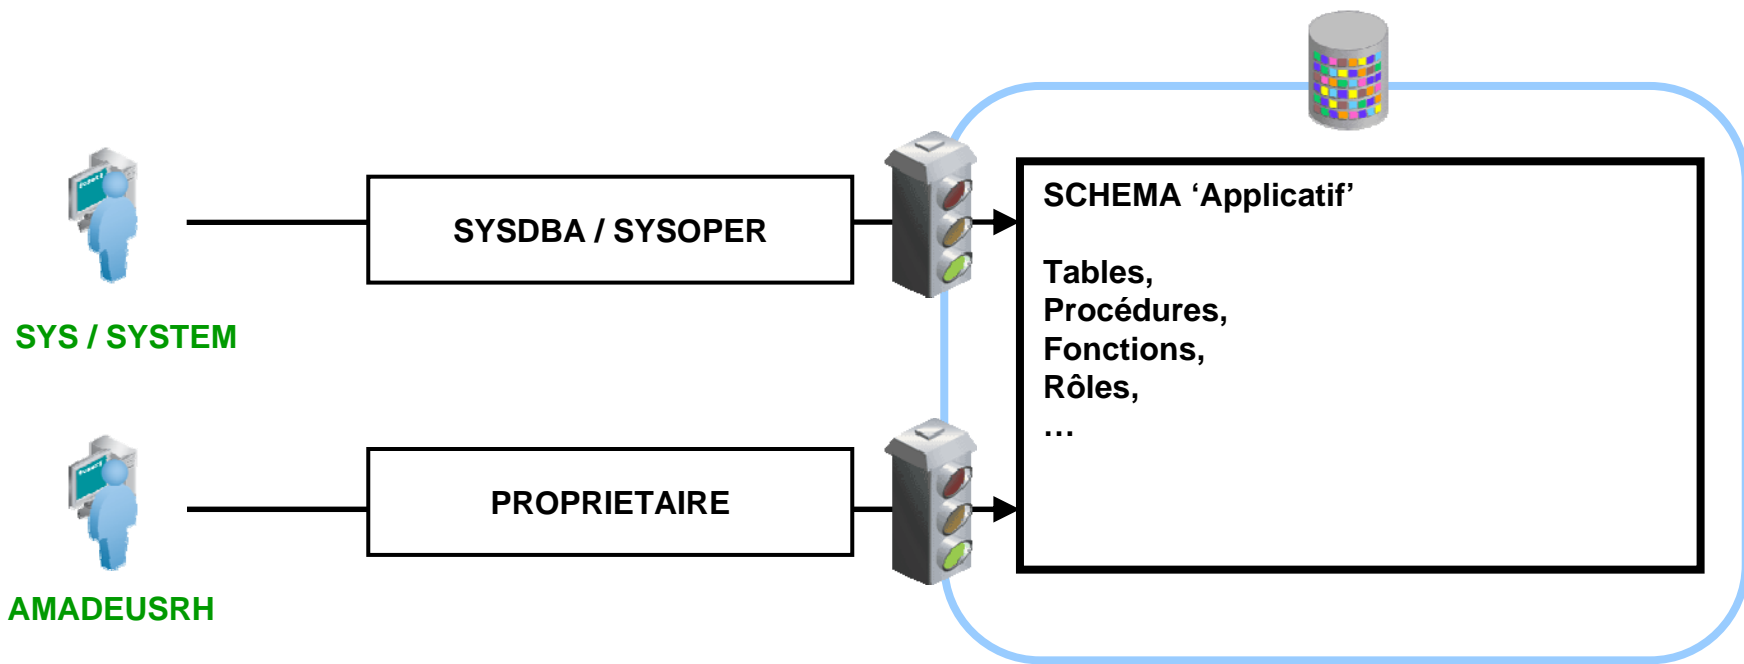 SYS / SYSTEM
SYSDBA / SYSOPER
SCHEMA ‘Applicatif’
Tables,
Procédures,
Fonctions,
Rôles,
…
AMADEUSRH
PROPRIETAIRE